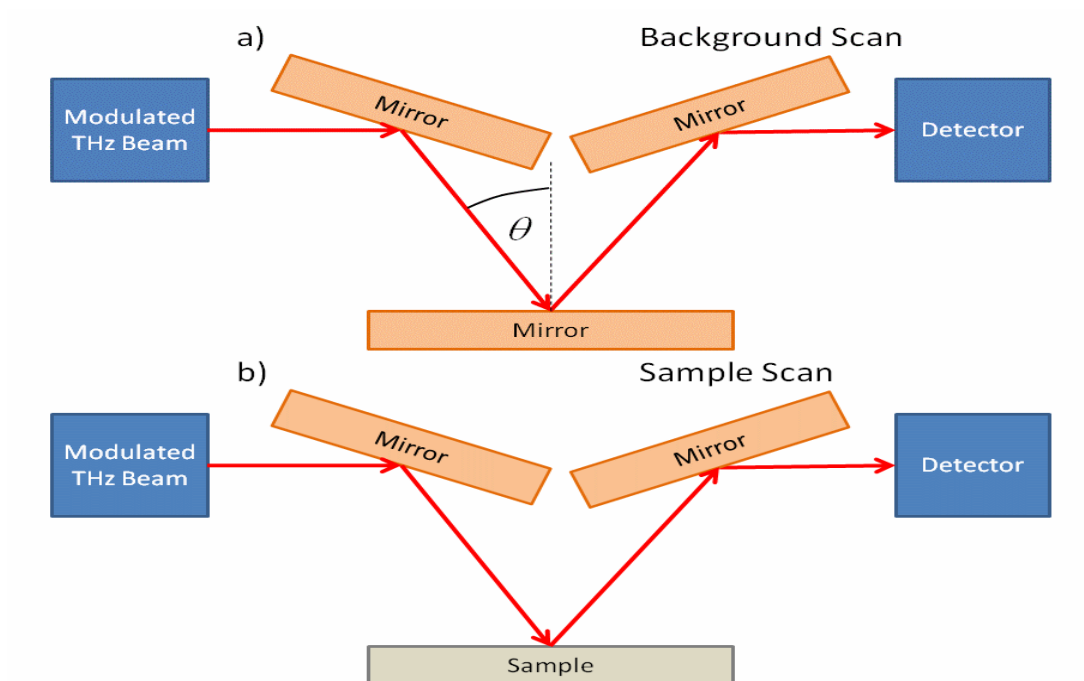 a)
Background Scan
Modulated
THz Beam
Mirror
Mirror
Detector
θ
Mirror
b)
Sample Scan
Modulated
THz Beam
Mirror
Mirror
Detector
Sample